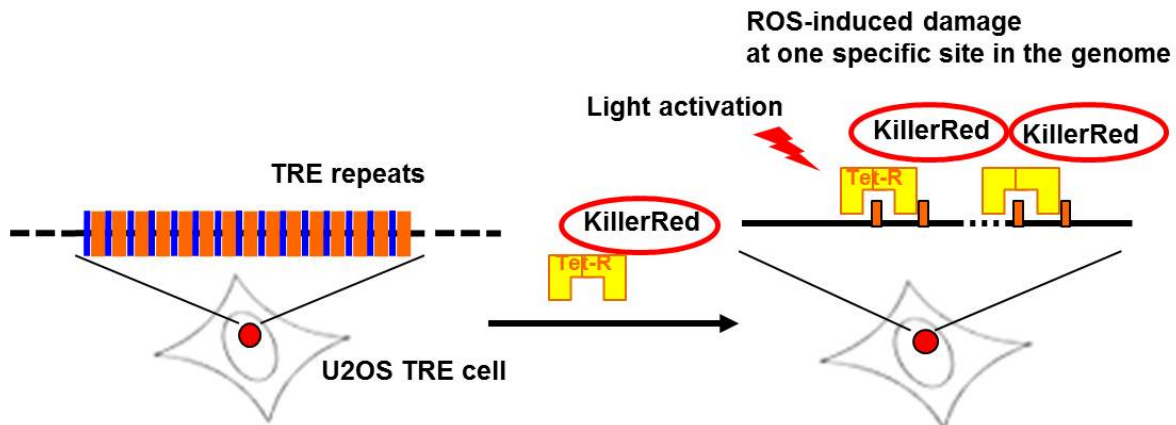 ROS-induced damage
at one specific site in the genome
Light activation
KillerRed
KillerRed
TRE repeats
Tet-R
KillerRed
Tet-R
U2OS TRE cell